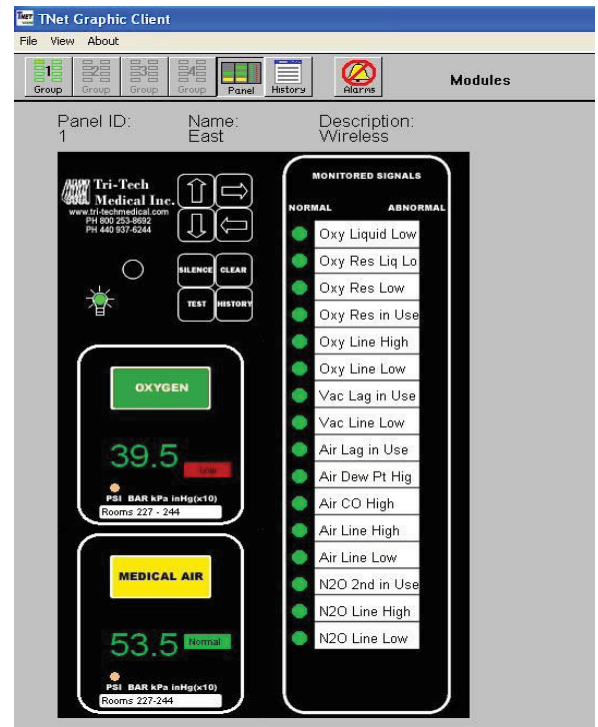 TNet Graphic Client
File View About
1
Group
2
Group
3
Group
4
Group
Panel
History
Alarms
Modules
Panel ID: Name: Description:
1 East Wireless
Tri-Tech
Medical Inc.
www.tri-techmedical.com
PH 800 253-8692
PH 440 937-6244
SILENCE CLEAR
TEST HISTORY
OXYGEN
39.5
Low
PSI BAR kPa inHg(x10)
Rooms 227 - 244
MEDICAL AIR
53.5 Normal
PSI BAR kPa inHg(x10)
Rooms 227-244
MONITORED SIGNALS
NORMAL ABNORMAL
Oxy Liquid Low
Oxy Res Liq Lo
Oxy Res Low
Oxy Res in Use
Oxy Line High
Oxy Line Low
Vac Lag in Use
Vac Line Low
Air Lag in Use
Air Dew Pt Hig
Air CO High
Air Line High
Air Line Low
N2O 2nd in Use
N2O Line High
N2O Line Low